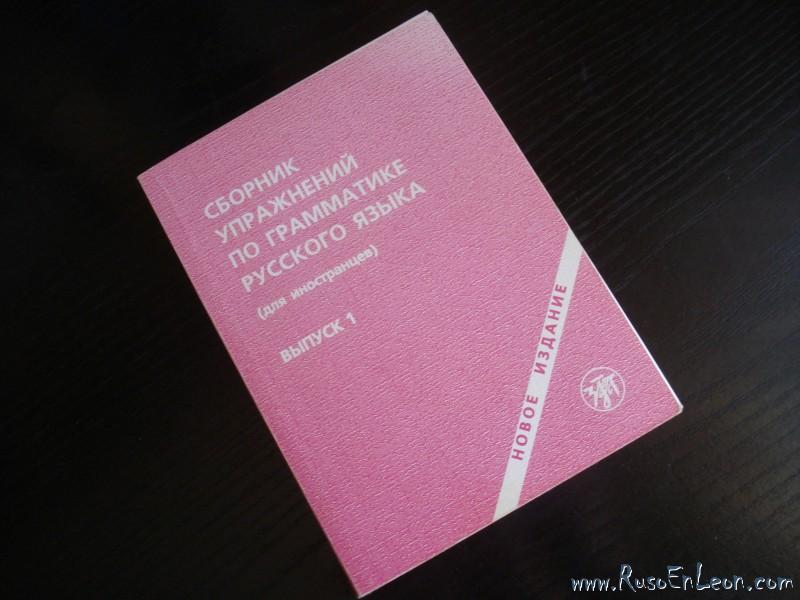 СБОРНИК
УПРАЖНЕНИЙ
ПО ГРАММАТИКЕ
РУССКОГО ЯЗЫКА
(для иностранцев)
ВЫПУСК 1
НОВОЕ ИЗДАНИЕ
www.RusoEnLeon.com